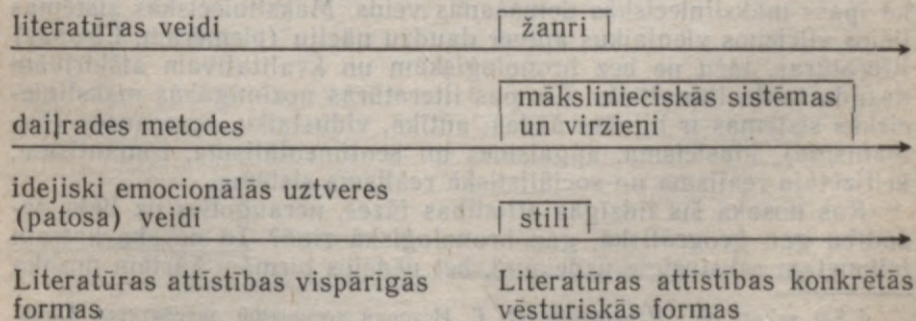 literatūras veidi žanri
mākslinieciskās sistēmas
daiļrades metodes un virzieni
idejiski emocionālās uztveres
(patosa) veidi stili
Literatūras attīstības vispārīgās Literatūras attīstības konkrētās
formas vēsturiskās formas